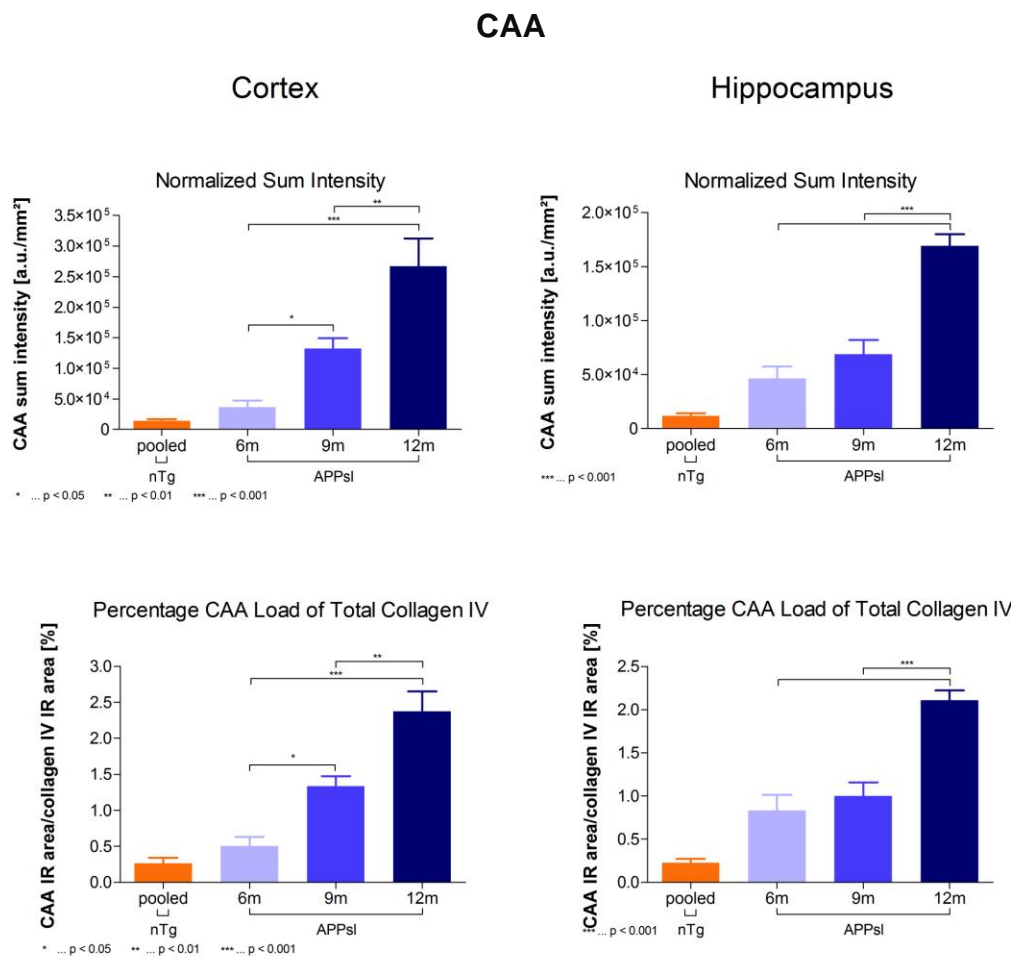 CAA
Cortex
Hippocampus
Normalized Sum Intensity
CAA sum intensity [a.u./mm²]
3.5×10⁵
3.0×10⁵
2.5×10⁵
2.0×10⁵
1.5×10⁵
1.0×10⁵
5.0×10⁴
0
***
**
*
pooled 6m 9m 12m
nTg APPsl
* ... p < 0.05 ** ... p < 0.01 *** ... p < 0.001
Normalized Sum Intensity
CAA sum intensity [a.u./mm²]
2.0×10⁵
1.5×10⁵
1.0×10⁵
5.0×10⁴
0
***
pooled 6m 9m 12m
nTg APPsl
*** ... p < 0.001
Percentage CAA Load of Total Collagen IV
CAA IR area/collagen IV IR area [%]
3.0
2.5
2.0
1.5
1.0
0.5
0.0
**
***
*
pooled 6m 9m 12m
nTg APPsl
* ... p < 0.05 ** ... p < 0.01 *** ... p < 0.001
Percentage CAA Load of Total Collagen IV
CAA IR area/collagen IV IR area [%]
2.5
2.0
1.5
1.0
0.5
0.0
***
pooled 6m 9m 12m
nTg APPsl
*** ... p < 0.001